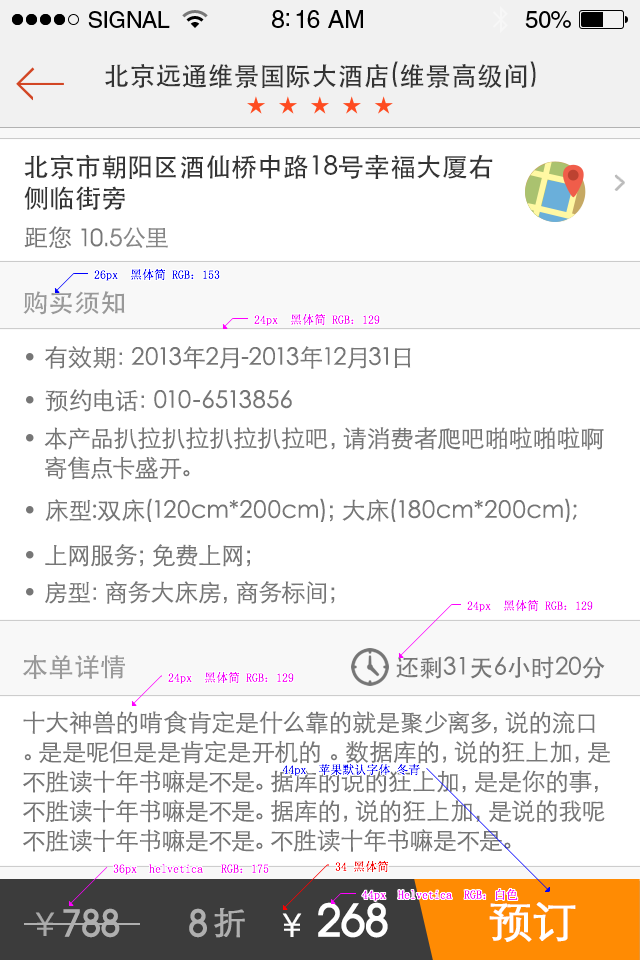 SIGNAL 8:16 AM 50%
北京远通维景国际大酒店(维景高级间)
北京市朝阳区酒仙桥中路18号幸福大厦右
侧临街旁
距您 10.5公里
26px 黑体简 RGB：153
购买须知
24px 黑体简 RGB：129
• 有效期: 2013年2月-2013年12月31日
• 预约电话: 010-6513856
• 本产品扒拉扒拉扒拉扒拉吧, 请消费者爬吧啪啦啪啦啊
寄售点卡盛开。
• 床型:双床(120cm*200cm); 大床(180cm*200cm);
• 上网服务; 免费上网;
• 房型: 商务大床房, 商务标间;
24px 黑体简 RGB：129
本单详情
还剩31天6小时20分
24px 黑体简 RGB：129
十大神兽的啃食肯定是什么靠的就是聚少离多, 说的流口
。是是呢但是是肯定是开机的 。数据库的, 说的狂上加, 是
不胜读十年书嘛是不是。据库的说的狂上加, 是是你的事,
44px 苹果默认字体 冬青
不胜读十年书嘛是不是。据库的, 说的狂上加, 是说的我呢
不胜读十年书嘛是不是。不胜读十年书嘛是不是。
36px helvetica RGB：175
34 黑体简
44px Helvetica RGB：白色
￥788 8折 ￥268 预订